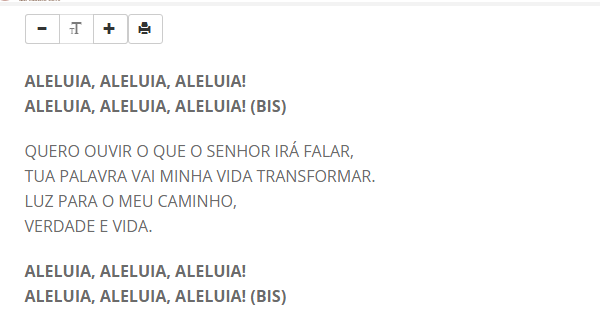 ALELUIA, ALELUIA, ALELUIA!
ALELUIA, ALELUIA, ALELUIA! (BIS)
QUERO OUVIR O QUE O SENHOR IRÁ FALAR,
TUA PALAVRA VAI MINHA VIDA TRANSFORMAR.
LUZ PARA O MEU CAMINHO,
VERDADE E VIDA.
ALELUIA, ALELUIA, ALELUIA!
ALELUIA, ALELUIA, ALELUIA! (BIS)